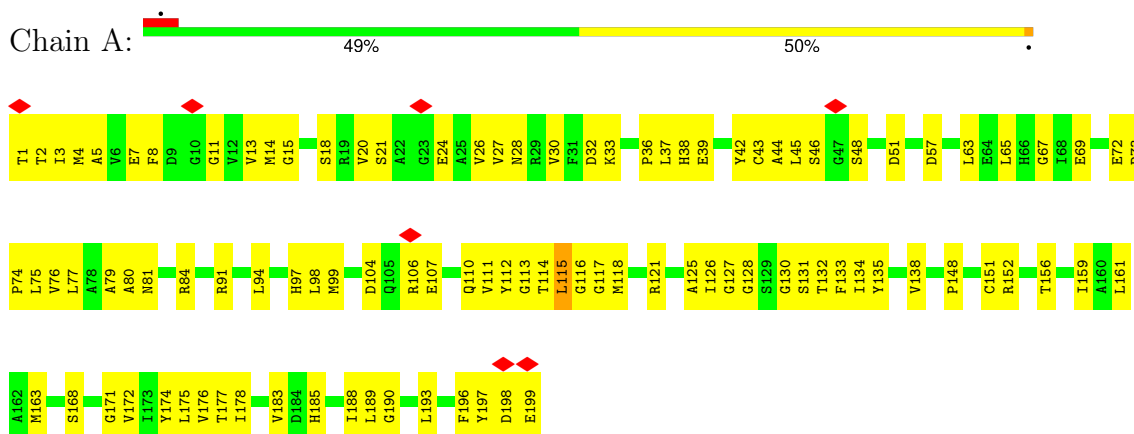 Chain A:
49% 50%
T1 T2 I3 M4 A5 V6 E7 F8 D9 G10 G11 V12 V13 M14 G15 S18 R19 V20 S21 A22 G23 E24 A25 V26 V27 N28 R29 V30 F31 D32 K33 P36 L37 H38 E39 Y42 C43 A44 L45 S46 G47 S48 D51 D57 L63 E64 L65 H66 G67 I68 E69 E72
P74 L75 V76 L77 A78 A79 A80 N81 R84 R91 L94 H97 L98 M99 D104 Q105 R106 E107 Q110 V111 Y112 G113 T114 L115 G116 G117 M118 R121 A125 I126 G127 G128 S129 G130 S131 T132 F133 I134 Y135 V138 P148 C151 R152 T156 I159 A160 L161
A162 M163 S168 G171 V172 I173 Y174 L175 V176 T177 I178 V183 D184 H185 I188 L189 G190 L193 F196 Y197 D198 E199